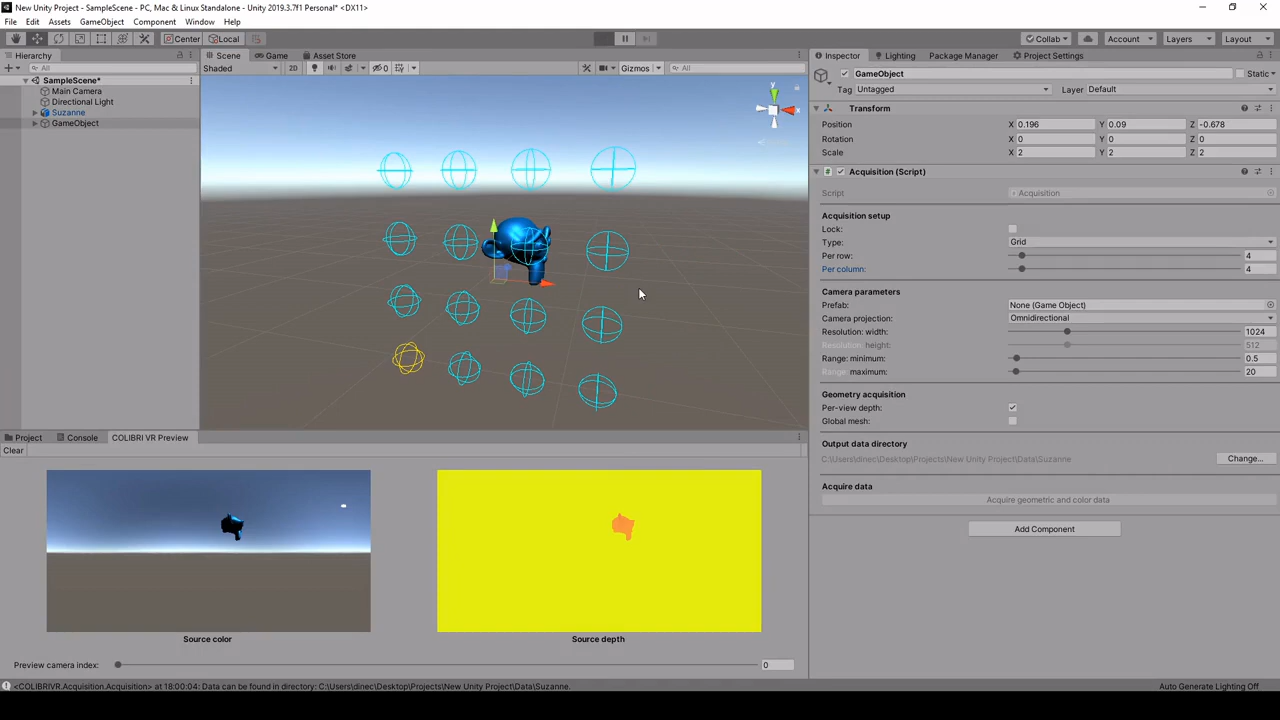 New Unity Project - SampleScene - PC, Mac & Linux Standalone - Unity 2019.3.7f1 Personal* <DX11>
File Edit Assets GameObject Component Window Help
Center Local Collab Account Layers Layout
Hierarchy Scene Game Asset Store Inspector Lighting Package Manager Project Settings
All Shaded 2D 0 Gizmos All
GameObject Static
SampleScene*
Tag Untagged Layer Default
Main Camera
Directional Light
Suzanne
GameObject
y
x
Transform
Position X 0.196 Y 0.09 Z -0.678
Rotation X 0 Y 0 Z 0
Scale X 2 Y 2 Z 2
Acquisition (Script)
Script Acquisition
Acquisition setup
Lock:
Type: Grid
Per row: 4
Per column: 4
Camera parameters
Prefab: None (Game Object)
Camera projection: Omnidirectional
Resolution: width: 1024
Resolution: height: 512
Range: minimum: 0.5
Range: maximum: 20
Geometry acquisition
Per-view depth:
Global mesh:
Output data directory
C:\Users\dinec\Desktop\Projects\New Unity Project\Data\Suzanne Change...
Acquire data
Acquire geometric and color data
Add Component
Project Console COLIBRI VR Preview
Clear
Source color Source depth
Preview camera index: 0
<COLIBRIVR.Acquisition.Acquisition> at 18:00:04: Data can be found in directory: C:\Users\dinec\Desktop\Projects\New Unity Project\Data\Suzanne. Auto Generate Lighting Off